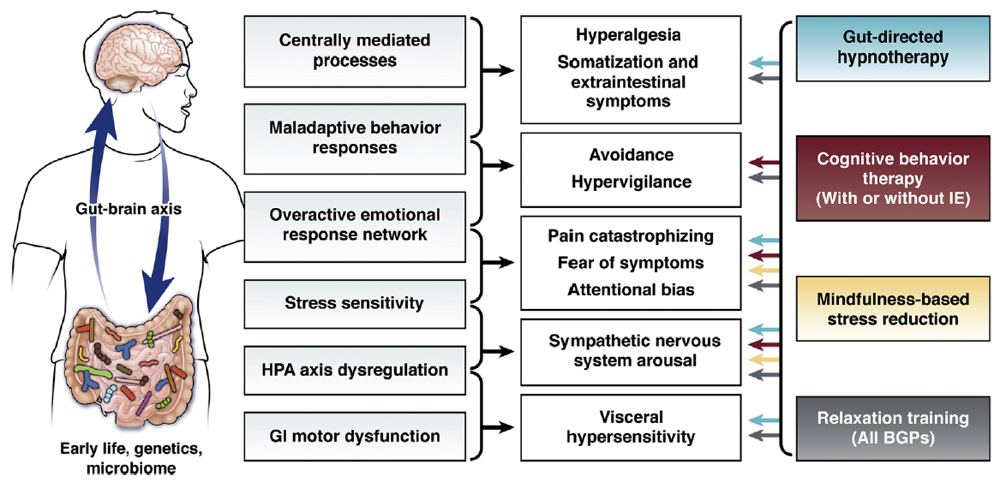 Gut-brain axis
Early life, genetics,
microbiome
Centrally mediated
processes
Maladaptive behavior
responses
Overactive emotional
response network
Stress sensitivity
HPA axis dysregulation
GI motor dysfunction
Hyperalgesia
Somatization and
extraintestinal
symptoms
Avoidance
Hypervigilance
Pain catastrophizing
Fear of symptoms
Attentional bias
Sympathetic nervous
system arousal
Visceral
hypersensitivity
Gut-directed
hypnotherapy
Cognitive behavior
therapy
(With or without IE)
Mindfulness-based
stress reduction
Relaxation training
(All BGPs)